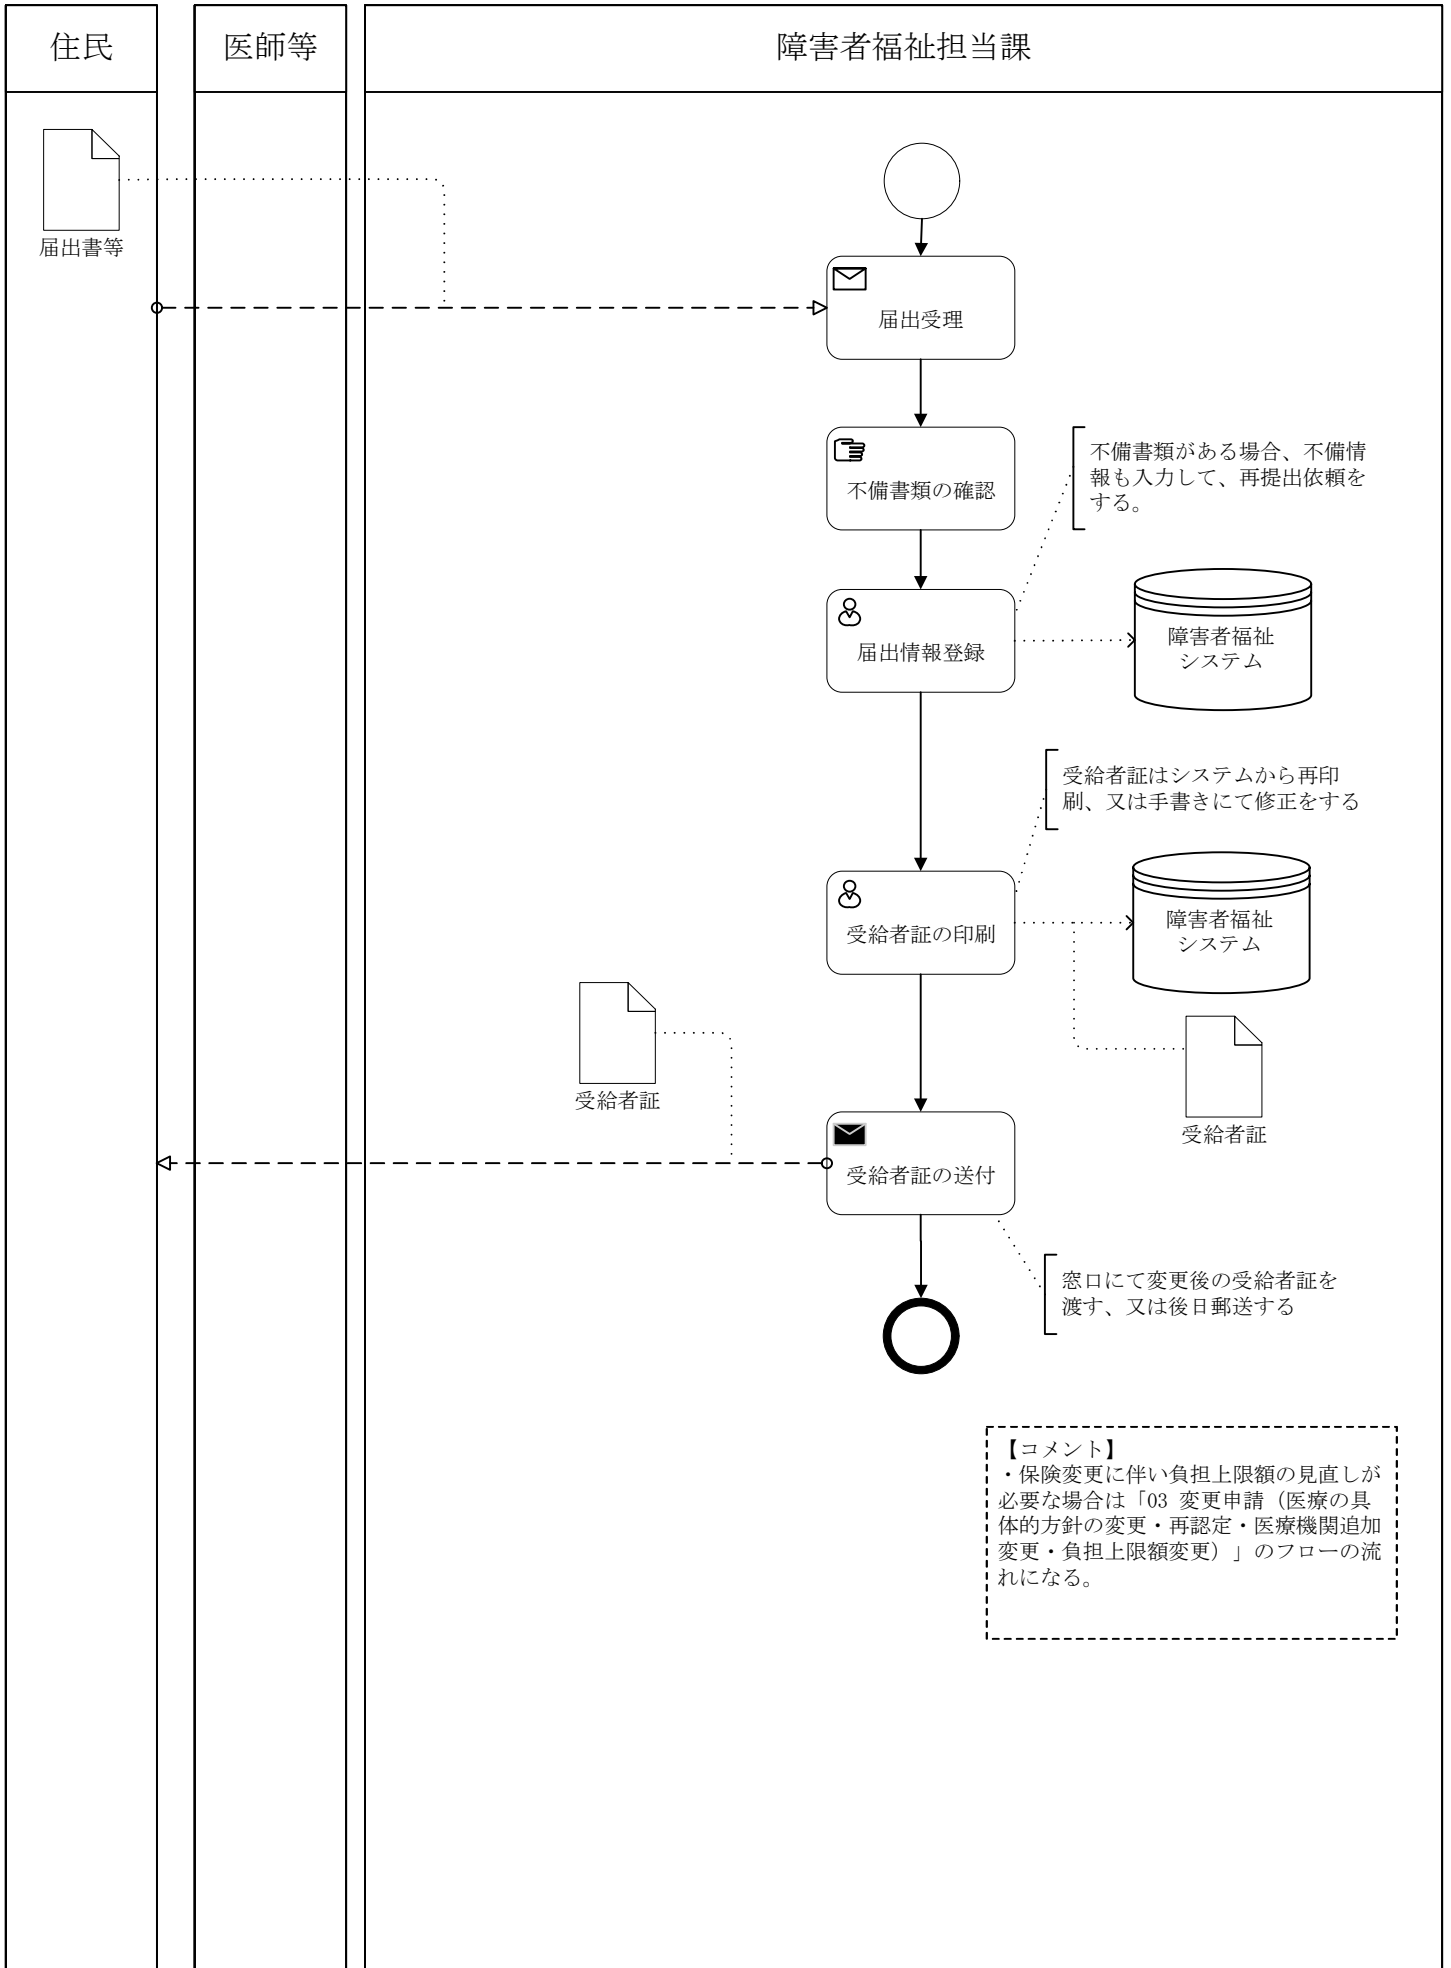 住民
医師等
障害者福祉担当課
届出書等
届出受理
不備書類の確認
不備書類がある場合、不備情
報も入力して、再提出依頼を
する。
届出情報登録
障害者福祉
システム
受給者証はシステムから再印
刷、又は手書きにて修正をする
受給者証の印刷
障害者福祉
システム
受給者証
受給者証
受給者証の送付
窓口にて変更後の受給者証を
渡す、又は後日郵送する
【コメント】
・保険変更に伴い負担上限額の見直しが
必要な場合は「03 変更申請（医療の具
体的方針の変更・再認定・医療機関追加
変更・負担上限額変更）」のフローの流
れになる。